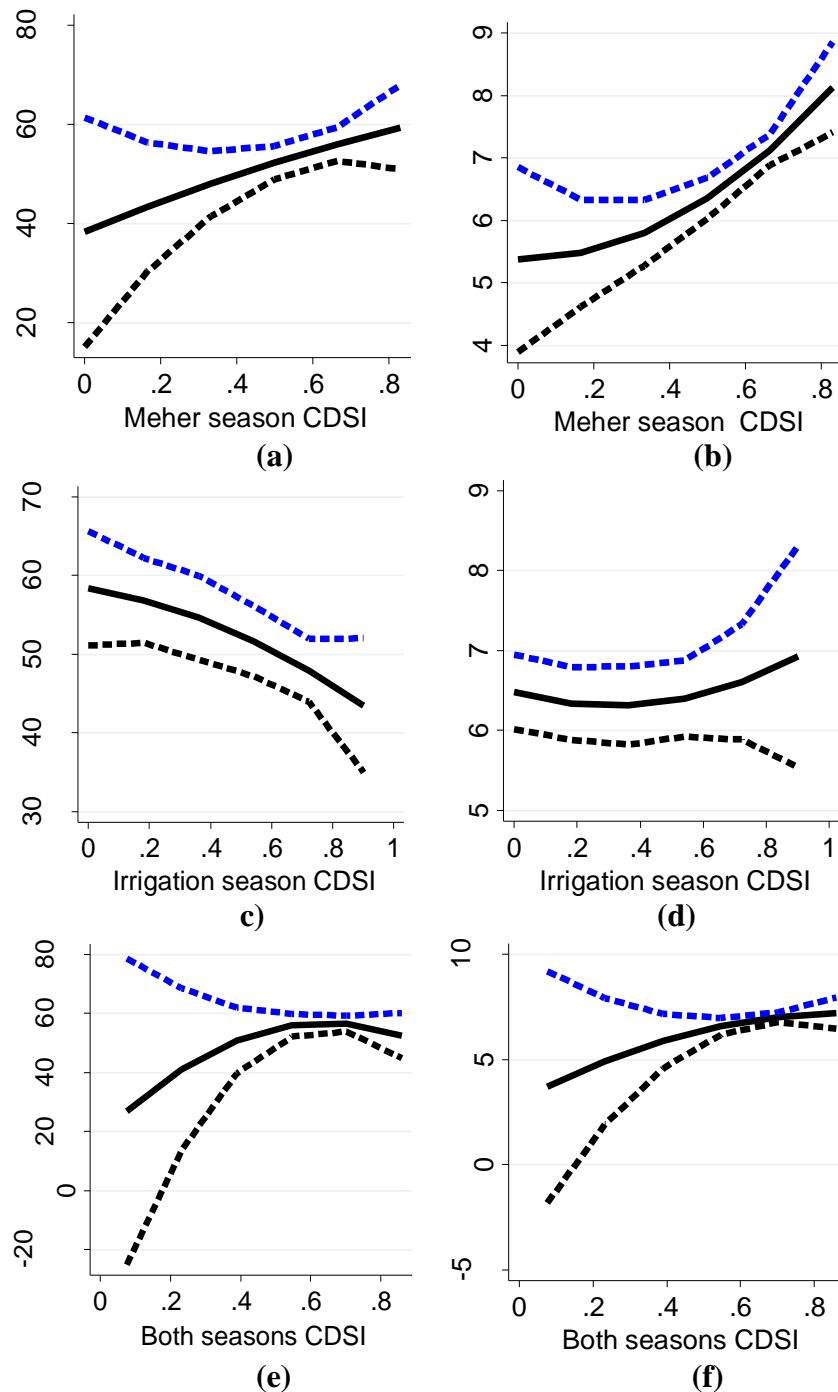 80
60
40
20
0 .2 .4 .6 .8
Meher season CDSI
(a)
9
8
7
6
5
4
0 .2 .4 .6 .8
Meher season  CDSI
(b)
70
60
50
40
30
0 .2 .4 .6 .8 1
Irrigation season CDSI
c)
9
8
7
6
5
0 .2 .4 .6 .8 1
Irrigation season CDSI
(d)
80
60
40
20
0
-20
0 .2 .4 .6 .8
Both seasons CDSI
(e)
10
5
0
-5
0 .2 .4 .6 .8
Both seasons CDSI
(f)